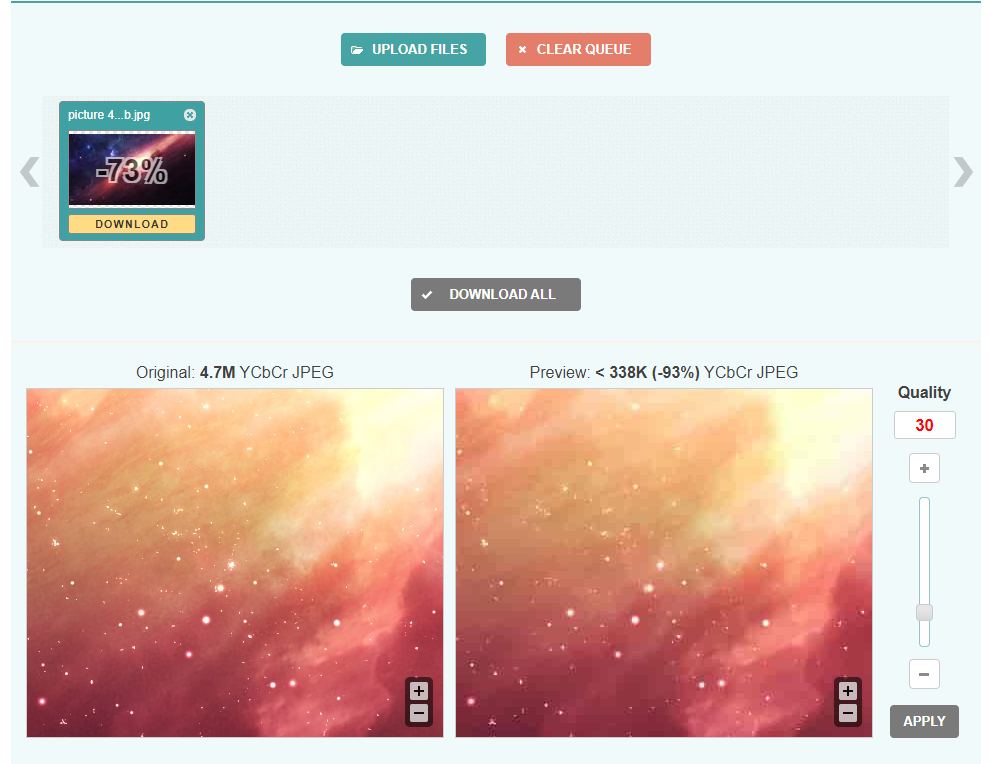 UPLOAD FILES
CLEAR QUEUE
picture 4...b.jpg
-73%
DOWNLOAD
DOWNLOAD ALL
Original: 4.7M YCbCr JPEG
Preview: < 338K (-93%) YCbCr JPEG
Quality
30
APPLY